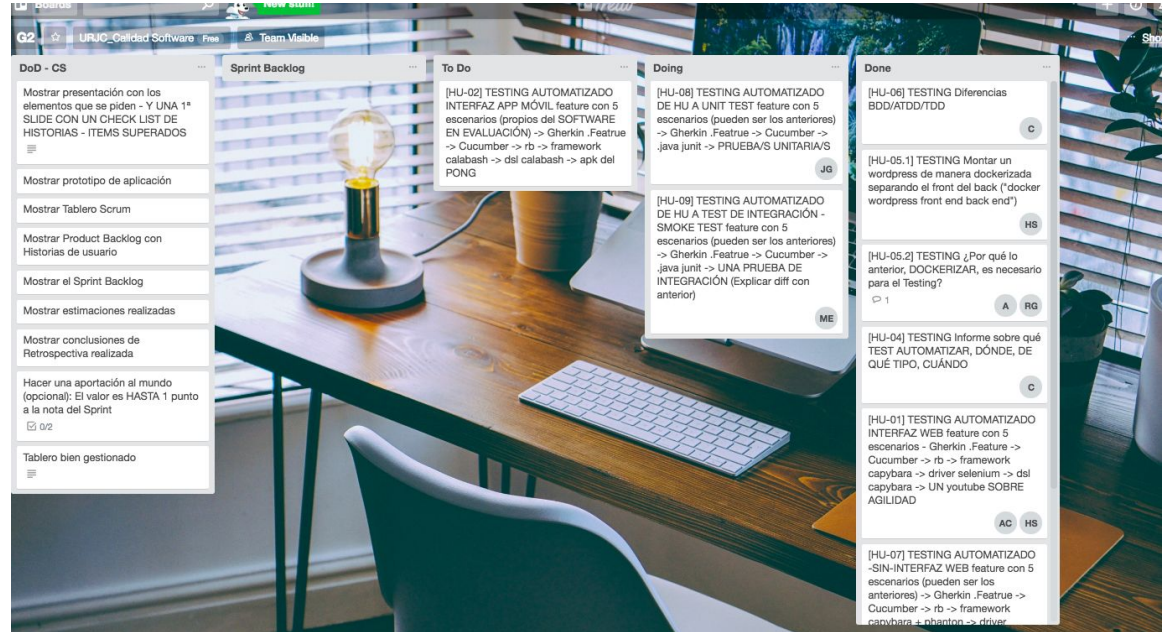 Boards
New stuff!
Trello
G2
URJC_Calidad Software
Free
Team Visible
DoD - CS
Mostrar presentación con los
elementos que se piden - Y UNA 1ª
SLIDE CON UN CHECK LIST DE
HISTORIAS - ITEMS SUPERADOS
Mostrar prototipo de aplicación
Mostrar Tablero Scrum
Mostrar Product Backlog con
Historias de usuario
Mostrar el Sprint Backlog
Mostrar estimaciones realizadas
Mostrar conclusiones de
Retrospectiva realizada
Hacer una aportación al mundo
(opcional): El valor es HASTA 1 punto
a la nota del Sprint
0/2
Tablero bien gestionado
Sprint Backlog
To Do
[HU-02] TESTING AUTOMATIZADO
INTERFAZ APP MÓVIL feature con 5
escenarios (propios del SOFTWARE
EN EVALUACIÓN) -> Gherkin .Featrue
-> Cucumber -> rb -> framework
calabash -> dsl calabash -> apk del
PONG
Doing
[HU-08] TESTING AUTOMATIZADO
DE HU A UNIT TEST feature con 5
escenarios (pueden ser los anteriores)
-> Gherkin .Featrue -> Cucumber ->
.java junit -> PRUEBA/S UNITARIA/S
JG
[HU-09] TESTING AUTOMATIZADO
DE HU A TEST DE INTEGRACIÓN -
SMOKE TEST feature con 5
escenarios (pueden ser los anteriores)
-> Gherkin .Featrue -> Cucumber ->
.java junit -> UNA PRUEBA DE
INTEGRACIÓN (Explicar diff con
anterior)
ME
Done
[HU-06] TESTING Diferencias
BDD/ATDD/TDD
C
[HU-05.1] TESTING Montar un
wordpress de manera dockerizada
separando el front del back ("docker
wordpress front end back end")
HS
[HU-05.2] TESTING ¿Por qué lo
anterior, DOCKERIZAR, es necesario
para el Testing?
1
A RG
[HU-04] TESTING Informe sobre qué
TEST AUTOMATIZAR, DÓNDE, DE
QUÉ TIPO, CUÁNDO
C
[HU-01] TESTING AUTOMATIZADO
INTERFAZ WEB feature con 5
escenarios - Gherkin .Feature ->
Cucumber -> rb -> framework
capybara -> driver selenium -> dsl
capybara -> UN youtube SOBRE
AGILIDAD
AC HS
[HU-07] TESTING AUTOMATIZADO
-SIN-INTERFAZ WEB feature con 5
escenarios (pueden ser los
anteriores) -> Gherkin .Featrue ->
Cucumber -> rb -> framework
capybara + phanton -> driver